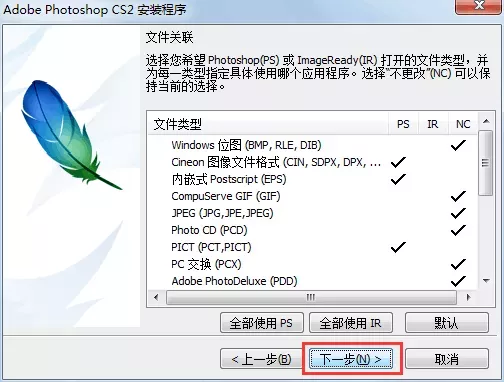 Adobe Photoshop CS2 安装程序
文件关联
选择您希望 Photoshop(PS) 或 ImageReady(IR) 打开的文件类型，并
为每一类型指定具体使用哪个应用程序。选择“不更改”(NC) 可以保
持当前的选择。
文件类型 PS IR NC
Windows 位图 (BMP, RLE, DIB)
Cineon 图像文件格式 (CIN, SDPX, DPX, ...
内嵌式 Postscript (EPS)
CompuServe GIF (GIF)
JPEG (JPG,JPE,JPEG)
Photo CD (PCD)
PICT (PCT,PICT)
PC 交换 (PCX)
Adobe PhotoDeluxe (PDD)
全部使用 PS 全部使用 IR 默认
< 上一步(B) 下一步(N) > 取消